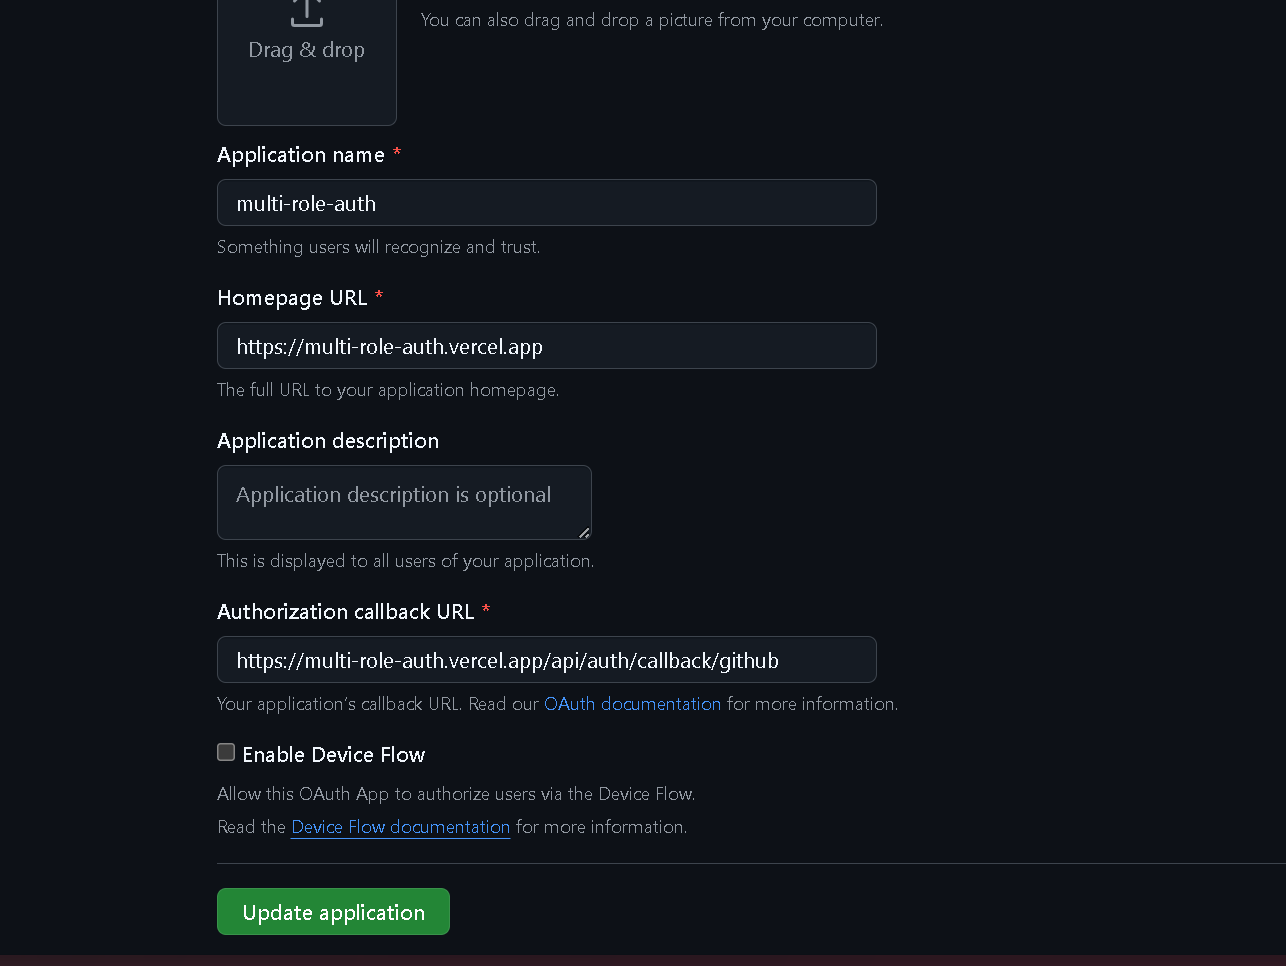 You can also drag and drop a picture from your computer.
Drag & drop
Application name *
multi-role-auth
Something users will recognize and trust.
Homepage URL *
https://multi-role-auth.vercel.app
The full URL to your application homepage.
Application description
Application description is optional
This is displayed to all users of your application.
Authorization callback URL *
https://multi-role-auth.vercel.app/api/auth/callback/github
Your application's callback URL. Read our OAuth documentation for more information.
Enable Device Flow
Allow this OAuth App to authorize users via the Device Flow.
Read the Device Flow documentation for more information.
Update application